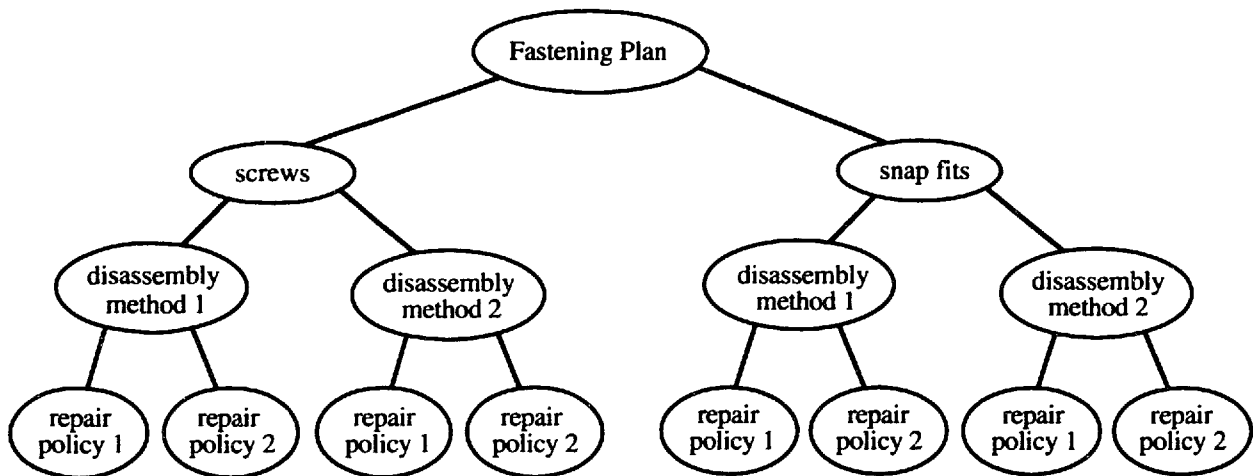 Fastening Plan
screws
snap fits
disassembly
method 1
disassembly
method 2
disassembly
method 1
disassembly
method 2
repair
policy 1
repair
policy 2
repair
policy 1
repair
policy 2
repair
policy 1
repair
policy 2
repair
policy 1
repair
policy 2